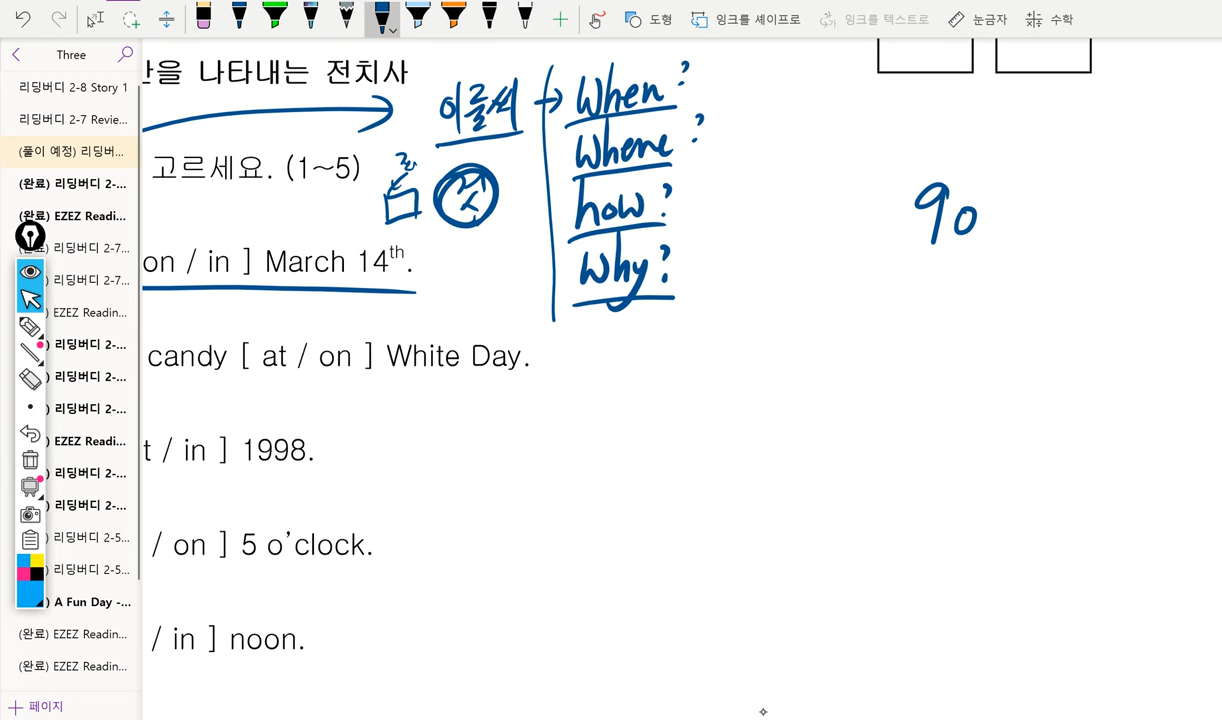 도형
잉크를 셰이프로
잉크를 텍스트로
눈금자
수학
Three
리딩버디 2-8 Story 1
리딩버디 2-7 Revie...
(풀이 예정) 리딩버...
(완료) 리딩버디 2-...
(완료) EZEZ Readi...
(완료) 리딩버디 2-7...
) 리딩버디 2-7...
) EZEZ Readin...
) 리딩버디 2-...
) 리딩버디 2-...
) 리딩버디 2-...
) EZEZ Readi...
) 리딩버디 2-...
) 리딩버디 2-...
) 리딩버디 2-5...
) 리딩버디 2-5...
) A Fun Day -...
(완료) EZEZ Readin...
(완료) EZEZ Readin...
페이지
간을 나타내는 전치사
고르세요. (1~5)
on / in ] March 14th.
candy [ at / on ] White Day.
t / in ] 1998.
/ on ] 5 o'clock.
/ in ] noon.
When?
Where?
how?
Why?
90